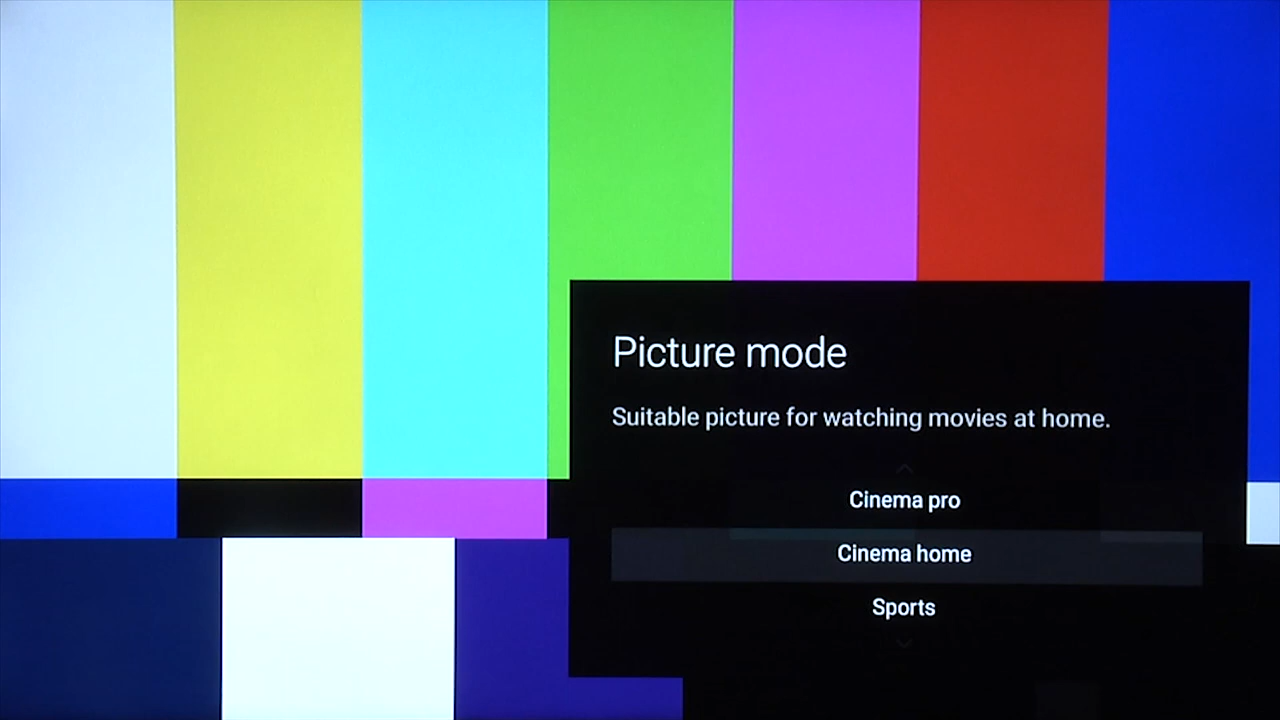 Picture mode
Suitable picture for watching movies at home.
Cinema pro
Cinema home
Sports